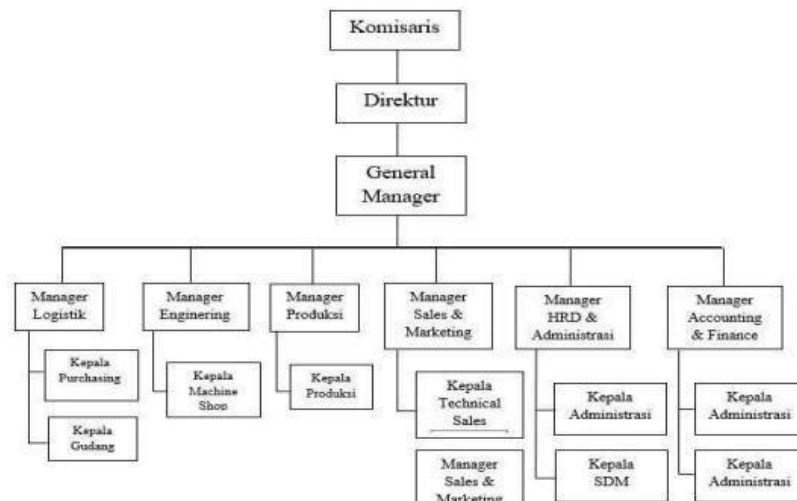 Komisaris
Direktur
General
Manager
Manager
Logistik
Manager
Enginering
Manager
Produksi
Manager
Sales &
Marketing
Manager
HRD &
Administrasi
Manager
Accounting
& Finance
Kepala
Purchasing
Kepala
Machine
Shop
Kepala
Produksi
Kepala
Technical
Sales
Kepala
Administrasi
Kepala
Administrasi
Kepala
Gudang
Manager
Sales &
Marketing
Kepala
SDM
Kepala
Administrasi